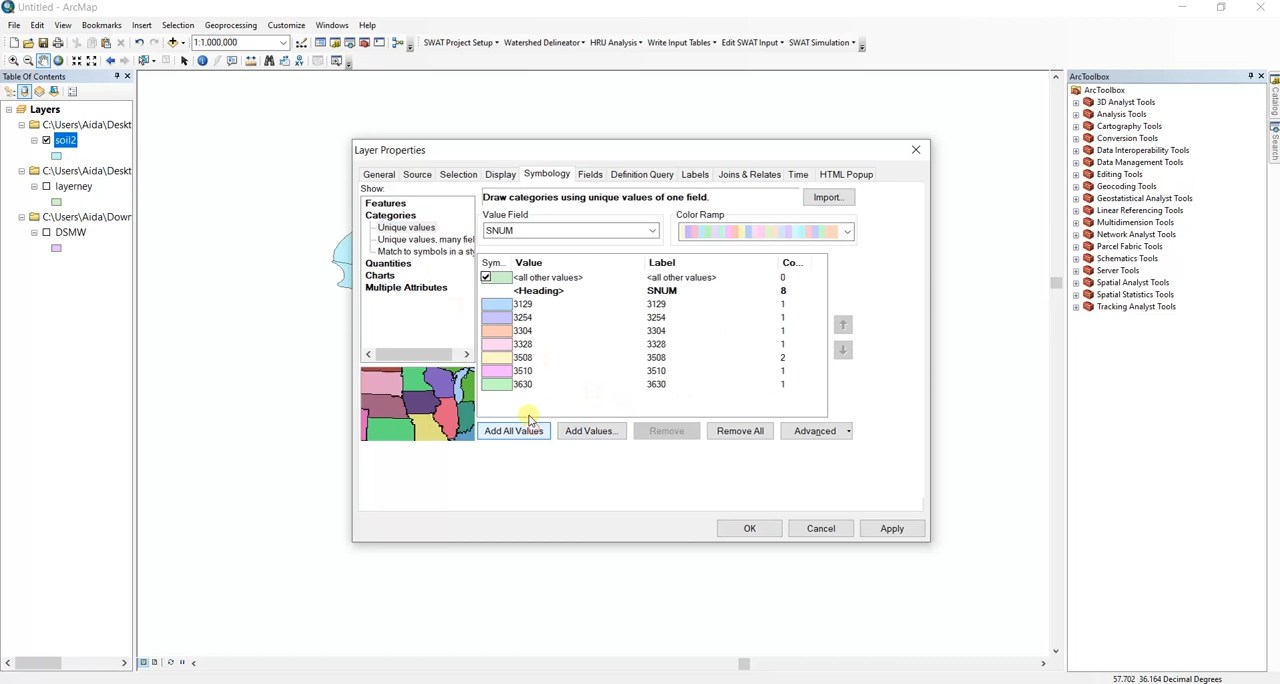 Untitled - ArcMap
File Edit View Bookmarks Insert Selection Geoprocessing Customize Windows Help
1:1,000,000 SWAT Project Setup Watershed Delineator HRU Analysis Write Input Tables Edit SWAT Input SWAT Simulation
Table Of Contents
Layers
C:\Users\Aida\Deskt
soil2
C:\Users\Aida\Deskt
layerney
C:\Users\Aida\Dowr
DSMW
Layer Properties
General Source Selection Display Symbology Fields Definition Query Labels Joins & Relates Time HTML Popup
Show:
Features
Categories
Unique values
Unique values, many fiel
Match to symbols in a sty
Quantities
Charts
Multiple Attributes
Draw categories using unique values of one field.
Import...
Value Field
SNUM
Color Ramp
Sym... Value Label Co...
<all other values> <all other values> 0
<Heading> SNUM 8
3129 3129 1
3254 3254 1
3304 3304 1
3328 3328 1
3508 3508 2
3510 3510 1
3630 3630 1
Add All Values Add Values... Remove Remove All Advanced
OK Cancel Apply
ArcToolbox
ArcToolbox
3D Analyst Tools
Analysis Tools
Cartography Tools
Conversion Tools
Data Interoperability Tools
Data Management Tools
Editing Tools
Geocoding Tools
Geostatistical Analyst Tools
Linear Referencing Tools
Multidimension Tools
Network Analyst Tools
Parcel Fabric Tools
Schematics Tools
Server Tools
Spatial Analyst Tools
Spatial Statistics Tools
Tracking Analyst Tools
Catalog
Search
57.702 36.164 Decimal Degrees